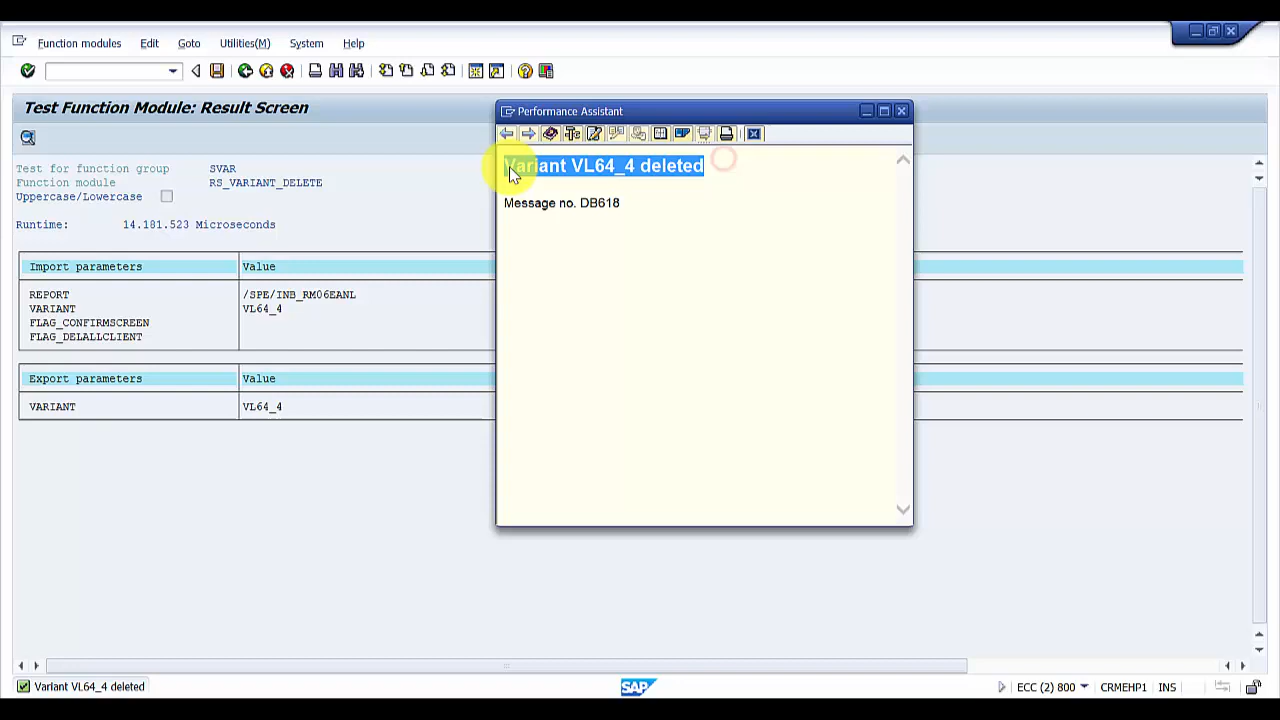 Function modules Edit Goto Utilities(M) System Help
Test Function Module: Result Screen
Performance Assistant
Variant VL64_4 deleted
Message no. DB618
Test for function group SVAR
Function module RS_VARIANT_DELETE
Uppercase/Lowercase
Runtime: 14.181.523 Microseconds
Import parameters Value
REPORT /SPE/INB_RM06EANL
VARIANT VL64_4
FLAG_CONFIRMSCREEN
FLAG_DELALLCLIENT
Export parameters Value
VARIANT VL64_4
Variant VL64_4 deleted
SAP
ECC (2) 800 CRMEHP1 INS